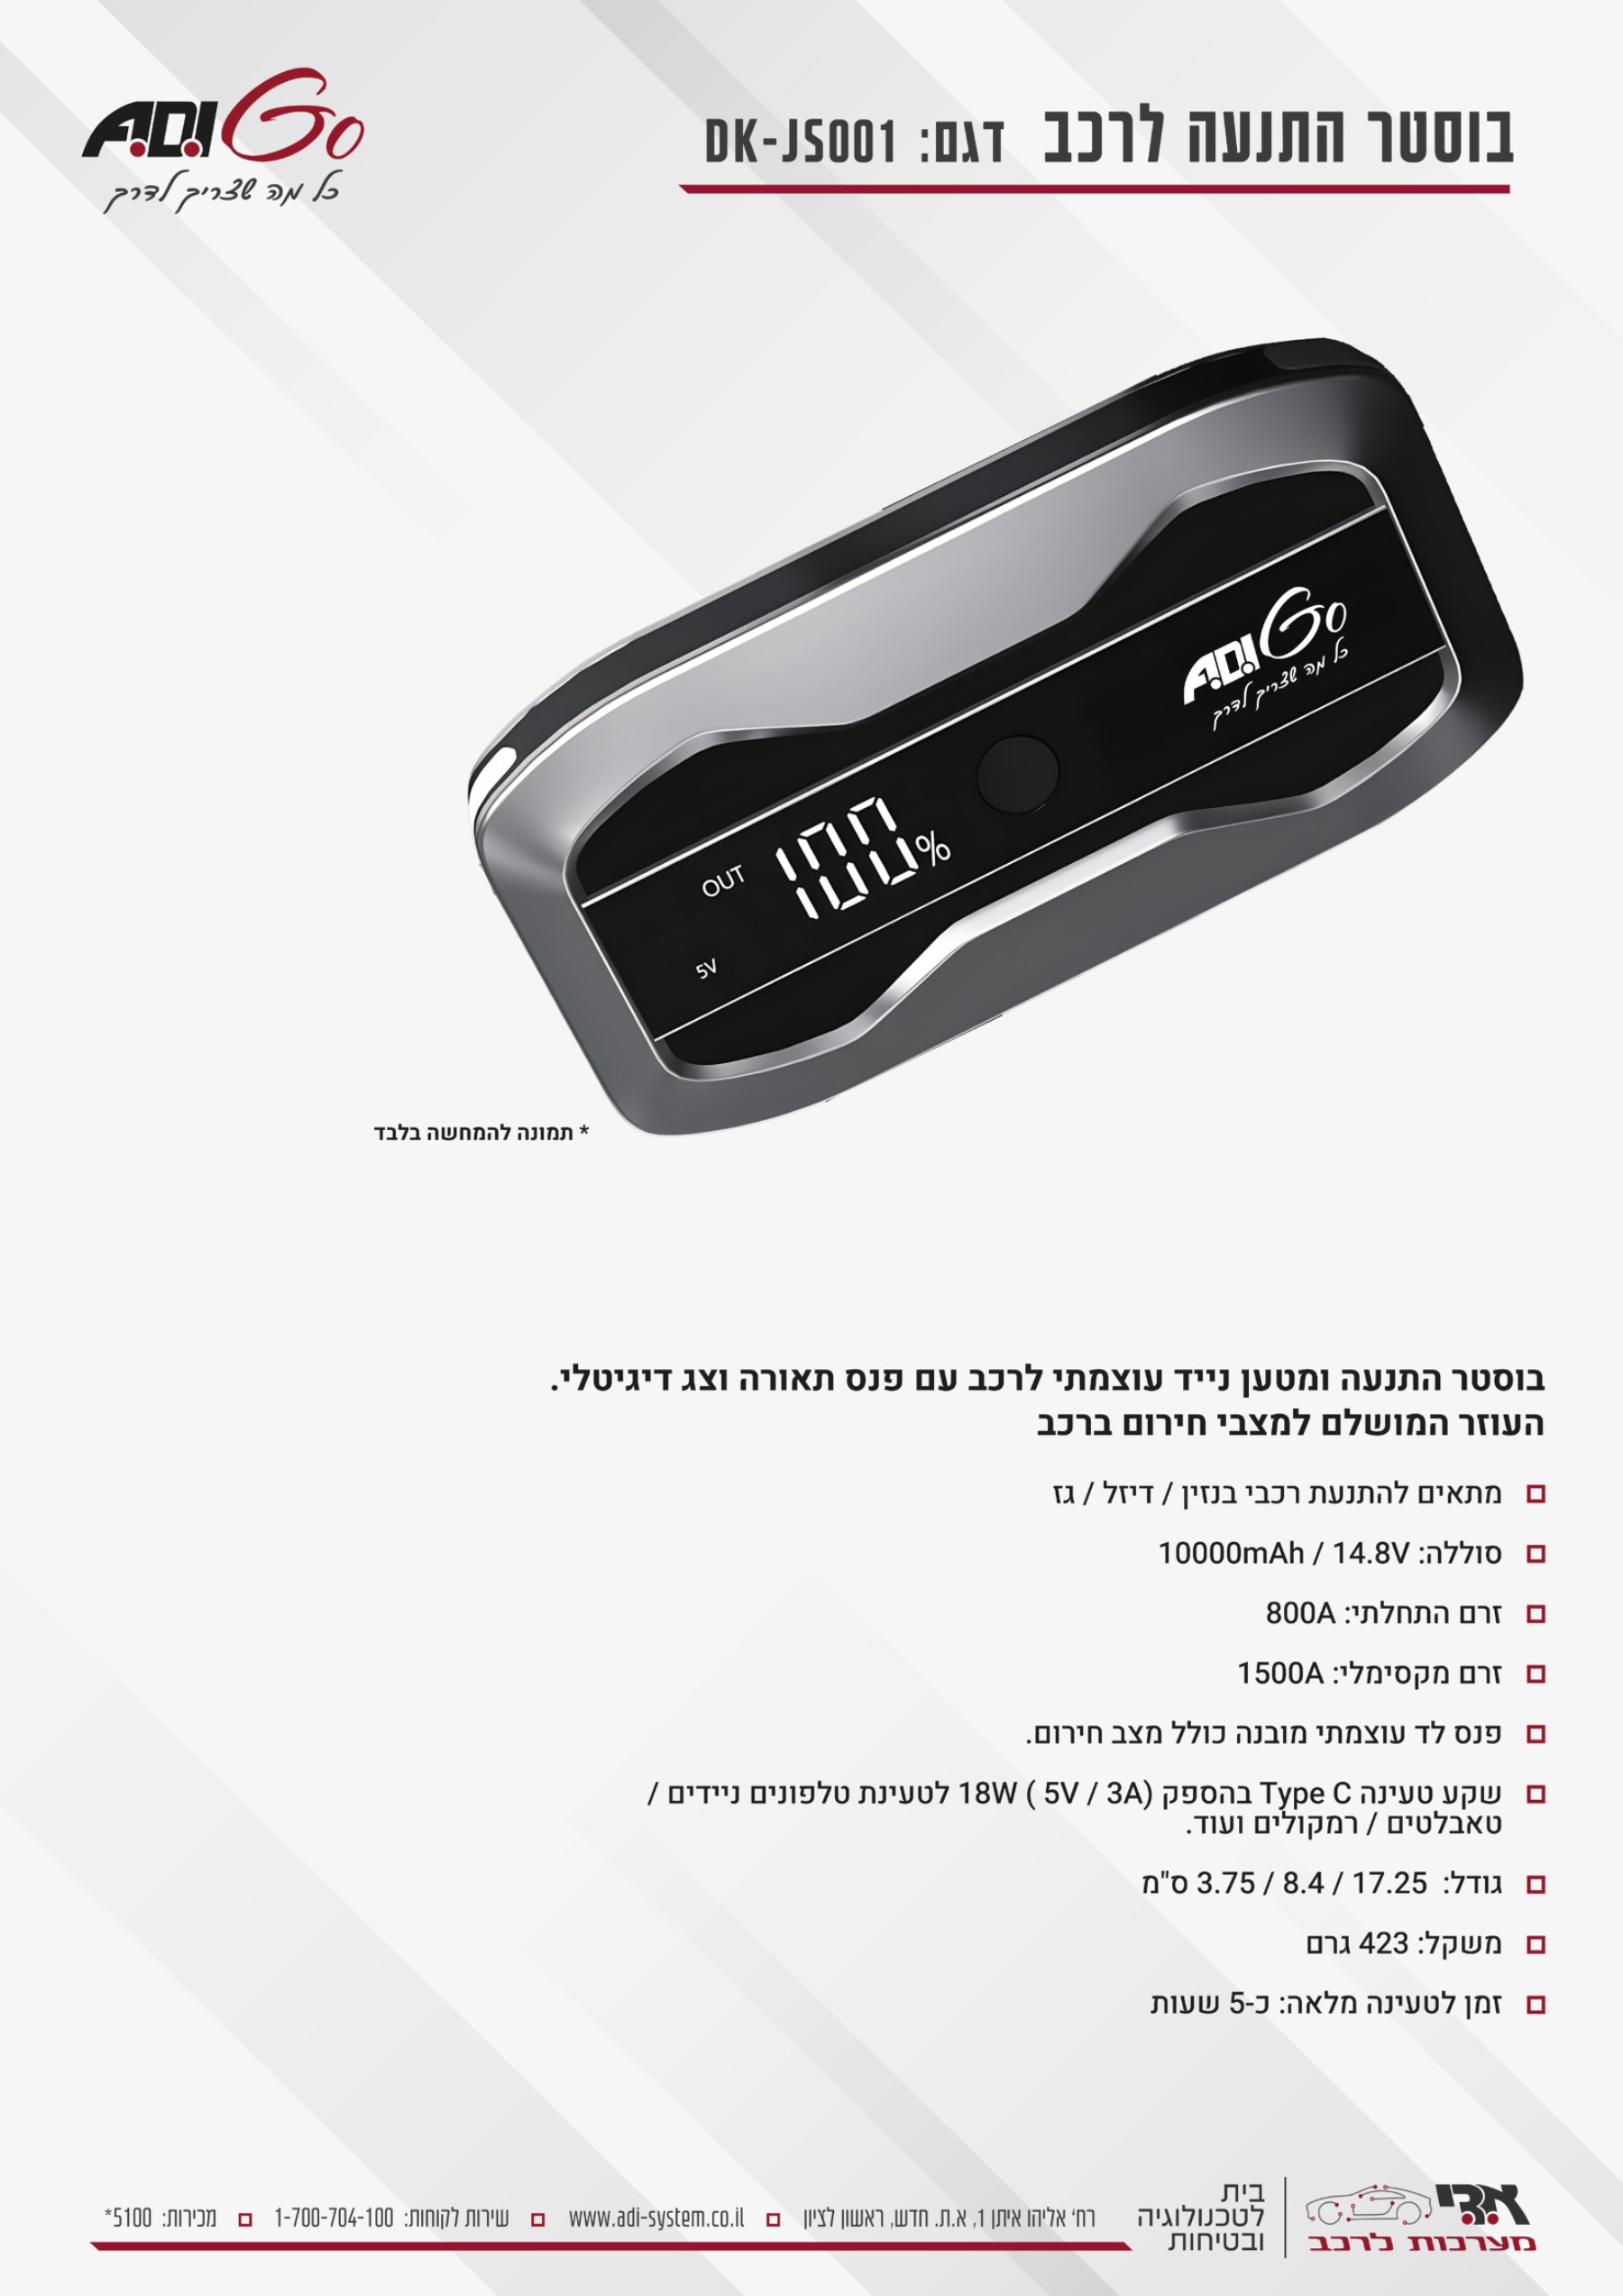 A.D.I Go
כל מה שצריך לדרך
בוסטר התנעה לרכב דגם: DK-JS001
A.D.I Go
כל מה שצריך לדרך
OUT 100%
5V
* תמונה להמחשה בלבד
בוסטר התנעה ומטען נייד עוצמתי לרכב עם פנס תאורה וצג דיגיטלי.
העוזר המושלם למצבי חירום ברכב
מתאים להתנעת רכבי בנזין / דיזל / גז
סוללה: 10000mAh / 14.8V
זרם התחלתי: 800A
זרם מקסימלי: 1500A
פנס לד עוצמתי מובנה כולל מצב חירום.
שקע טעינה Type C בהספק 18W ( 5V / 3A) לטעינת טלפונים ניידים /
טאבלטים / רמקולים ועוד.
גודל: 17.25 / 8.4 / 3.75 ס"מ
משקל: 423 גרם
זמן לטעינה מלאה: כ-5 שעות
אדי
מערכות לרכב
בית
לטכנולוגיה
ובטיחות
רח' אליהו איתן 1, א.ת. חדש, ראשון לציון www.adi-system.co.il שירות לקוחות: 1-700-704-100 מכירות: 5100*